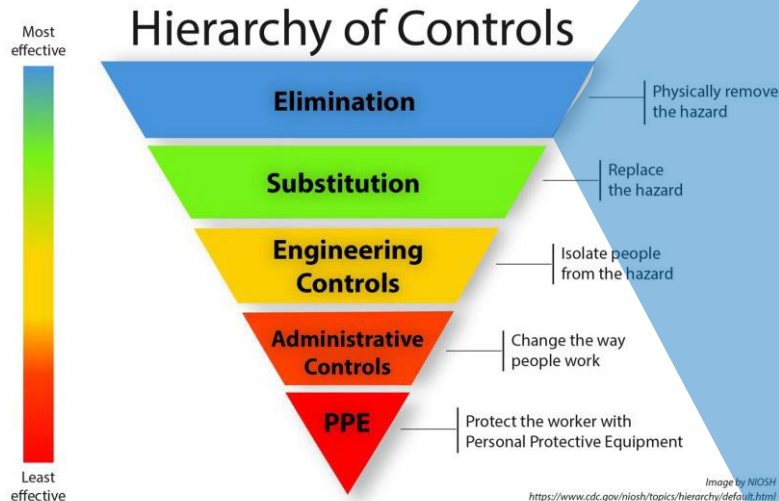 Hierarchy of Controls
Most
effective
Elimination
Physically remove
the hazard
Substitution
Replace
the hazard
Engineering
Controls
Isolate people
from the hazard
Administrative
Controls
Change the way
people work
PPE
Protect the worker with
Personal Protective Equipment
Least
effective
Image by NIOSH
https://www.cdc.gov/niosh/topics/hierarchy/default.html